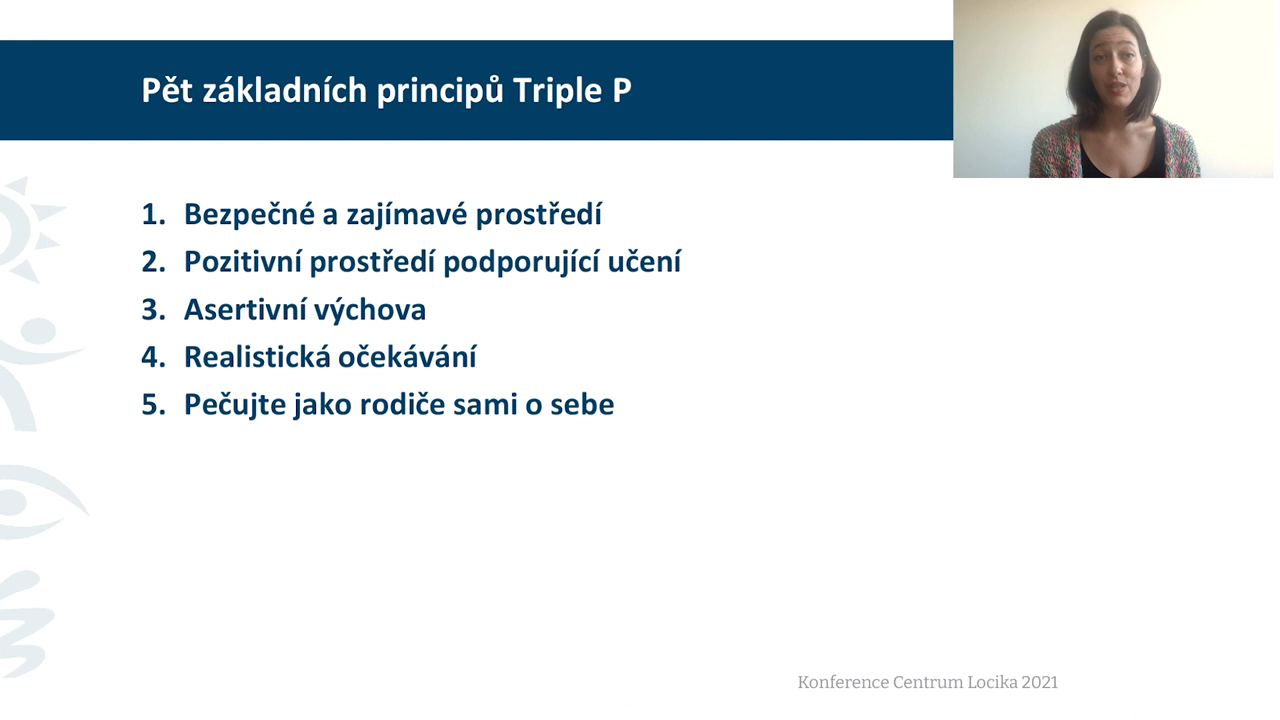 Pět základních principů Triple P
1. Bezpečné a zajímavé prostředí
2. Pozitivní prostředí podporující učení
3. Asertivní výchova
4. Realistická očekávání
5. Pečujte jako rodiče sami o sebe
Konference Centrum Locika 2021